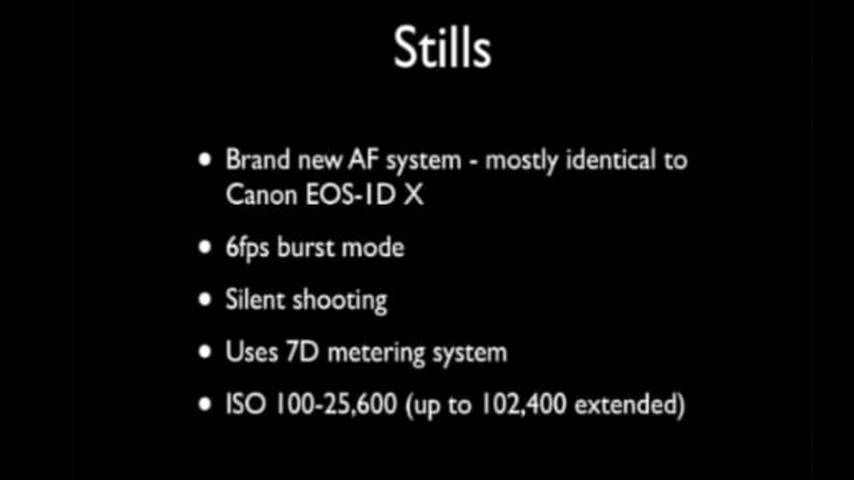 Stills
• Brand new AF system - mostly identical to
Canon EOS-1D X
• 6fps burst mode
• Silent shooting
• Uses 7D metering system
• ISO 100-25,600 (up to 102,400 extended)